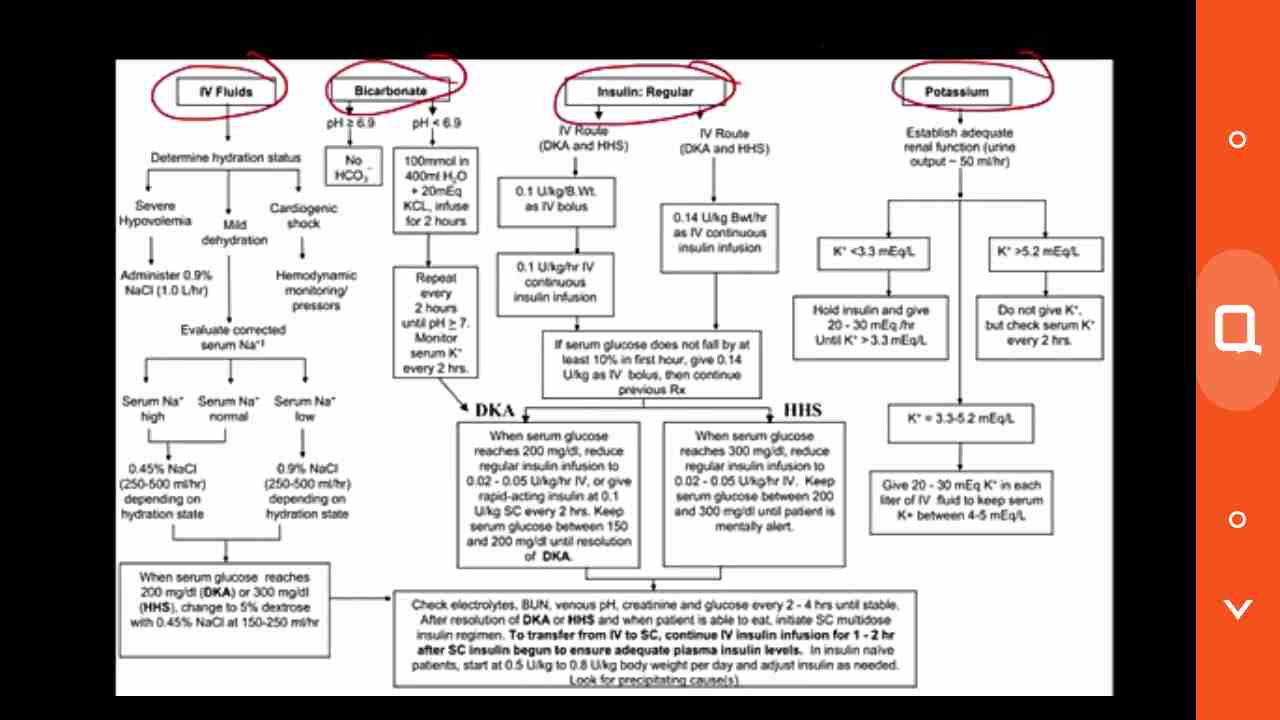 IV Fluids
Determine hydration status
Severe
Hypovolemia
Mild
dehydration
Cardiogenic
shock
Administer 0.9%
NaCl (1.0 L/hr)
Hemodynamic
monitoring/
pressors
Evaluate corrected
serum Na⁺‡
Serum Na⁺
high
Serum Na⁺
normal
Serum Na⁺
low
0.45% NaCl
(250-500 ml/hr)
depending on
hydration state
0.9% NaCl
(250-500 ml/hr)
depending on
hydration state
When serum glucose reaches
200 mg/dl (DKA) or 300 mg/dl
(HHS), change to 5% dextrose
with 0.45% NaCl at 150-250 ml/hr
Bicarbonate
pH ≥ 6.9
No
HCO₃⁻
pH < 6.9
100mmol in
400ml H₂O
+ 20mEq
KCL, infuse
for 2 hours
Repeat
every
2 hours
until pH ≥ 7.
Monitor
serum K⁺
every 2 hrs.
Insulin: Regular
IV Route
(DKA and HHS)
0.1 U/kg/B.Wt.
as IV bolus
0.1 U/kg/hr IV
continuous
insulin infusion
IV Route
(DKA and HHS)
0.14 U/kg Bwt/hr
as IV continuous
insulin infusion
If serum glucose does not fall by at
least 10% in first hour, give 0.14
U/kg as IV bolus, then continue
previous Rx
DKA
When serum glucose
reaches 200 mg/dl, reduce
regular insulin infusion to
0.02 - 0.05 U/kg/hr IV, or give
rapid-acting insulin at 0.1
U/kg SC every 2 hrs. Keep
serum glucose between 150
and 200 mg/dl until resolution
of DKA.
HHS
When serum glucose
reaches 300 mg/dl, reduce
regular insulin infusion to
0.02 - 0.05 U/kg/hr IV. Keep
serum glucose between 200
and 300 mg/dl until patient is
mentally alert.
Potassium
Establish adequate
renal function (urine
output ~ 50 ml/hr)
K⁺ <3.3 mEq/L
Hold insulin and give
20 - 30 mEq /hr
Until K⁺ > 3.3 mEq/L
K⁺ >5.2 mEq/L
Do not give K⁺,
but check serum K⁺
every 2 hrs.
K⁺ = 3.3-5.2 mEq/L
Give 20 - 30 mEq K⁺ in each
liter of IV fluid to keep serum
K+ between 4-5 mEq/L
Check electrolytes, BUN, venous pH, creatinine and glucose every 2 - 4 hrs until stable.
After resolution of DKA or HHS and when patient is able to eat, initiate SC multidose
insulin regimen. To transfer from IV to SC, continue IV insulin infusion for 1 - 2 hr
after SC insulin begun to ensure adequate plasma insulin levels. In insulin naïve
patients, start at 0.5 U/kg to 0.8 U/kg body weight per day and adjust insulin as needed.
Look for precipitating cause(s)